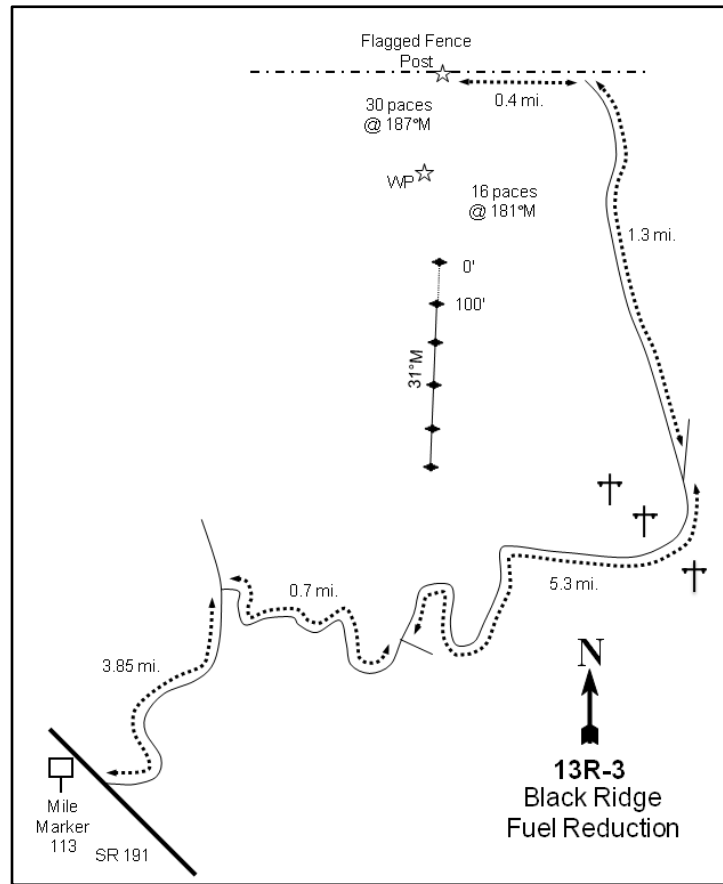 Flagged Fence
Post
0.4 mi.
30 paces
@ 187°M
WP
16 paces
@ 181°M
1.3 mi.
0'
100'
31°M
0.7 mi.
5.3 mi.
3.85 mi.
N
13R-3
Black Ridge
Fuel Reduction
Mile
Marker
113
SR 191